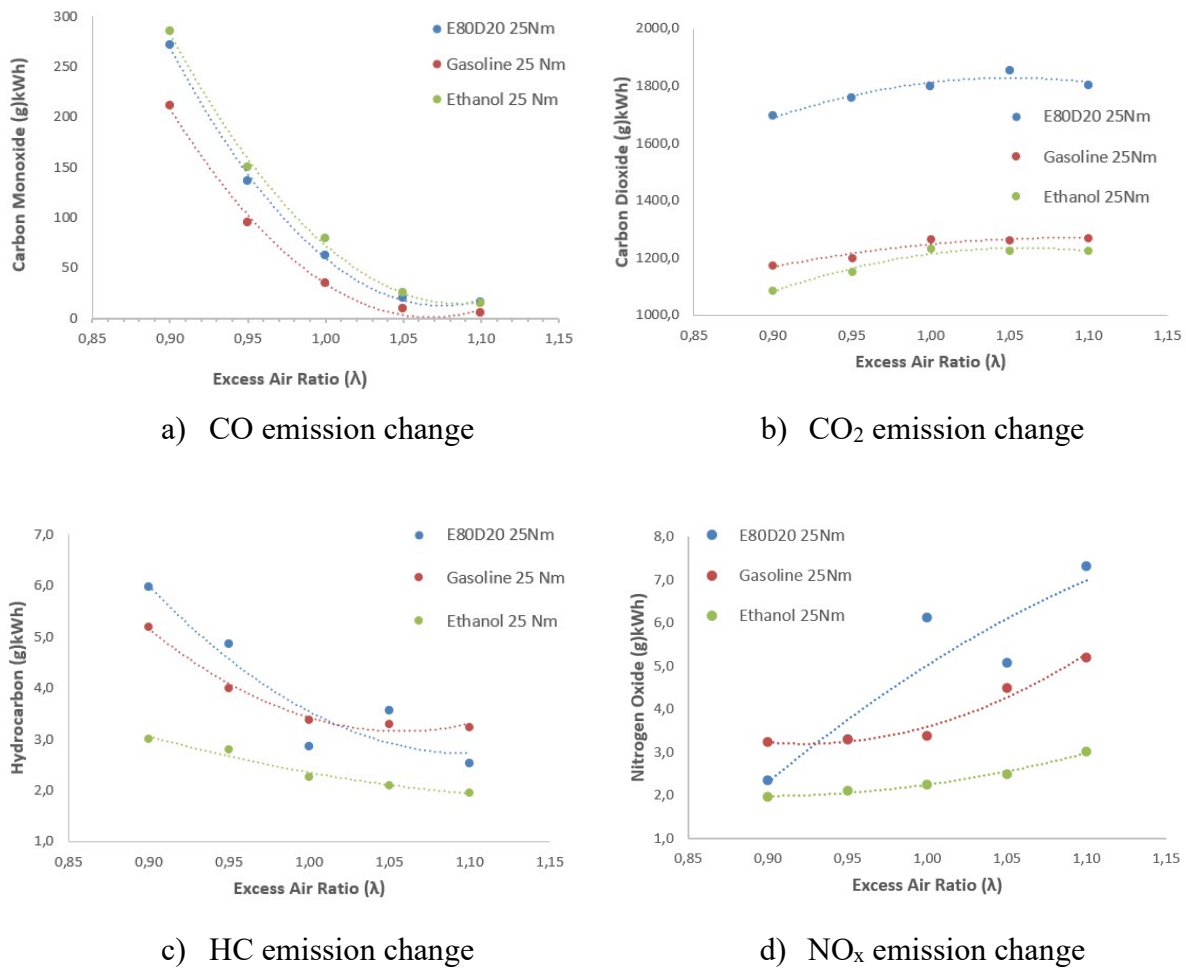 300
250
200
150
100
50
0
0,85 0,90 0,95 1,00 1,05 1,10 1,15
Carbon Monoxide (g)kWh)
Excess Air Ratio (λ)
E80D20 25Nm
Gasoline 25 Nm
Ethanol 25 Nm
a) CO emission change
2000,0
1800,0
1600,0
1400,0
1200,0
1000,0
0,85 0,90 0,95 1,00 1,05 1,10 1,15
Carbon Dioxide (g)kWh)
Excess Air Ratio (λ)
E80D20 25Nm
Gasoline 25Nm
Ethanol 25Nm
b) CO₂ emission change
7,0
6,0
5,0
4,0
3,0
2,0
1,0
0,85 0,90 0,95 1,00 1,05 1,10 1,15
Hydrocarbon (g)kWh)
Excess Air Ratio (λ)
E80D20 25Nm
Gasoline 25 Nm
Ethanol 25 Nm
c) HC emission change
8,0
7,0
6,0
5,0
4,0
3,0
2,0
1,0
0,85 0,90 0,95 1,00 1,05 1,10 1,15
Nitrogen Oxide (g)kWh)
Excess Air Ratio (λ)
E80D20 25Nm
Gasoline 25Nm
Ethanol 25Nm
d) NOₓ emission change